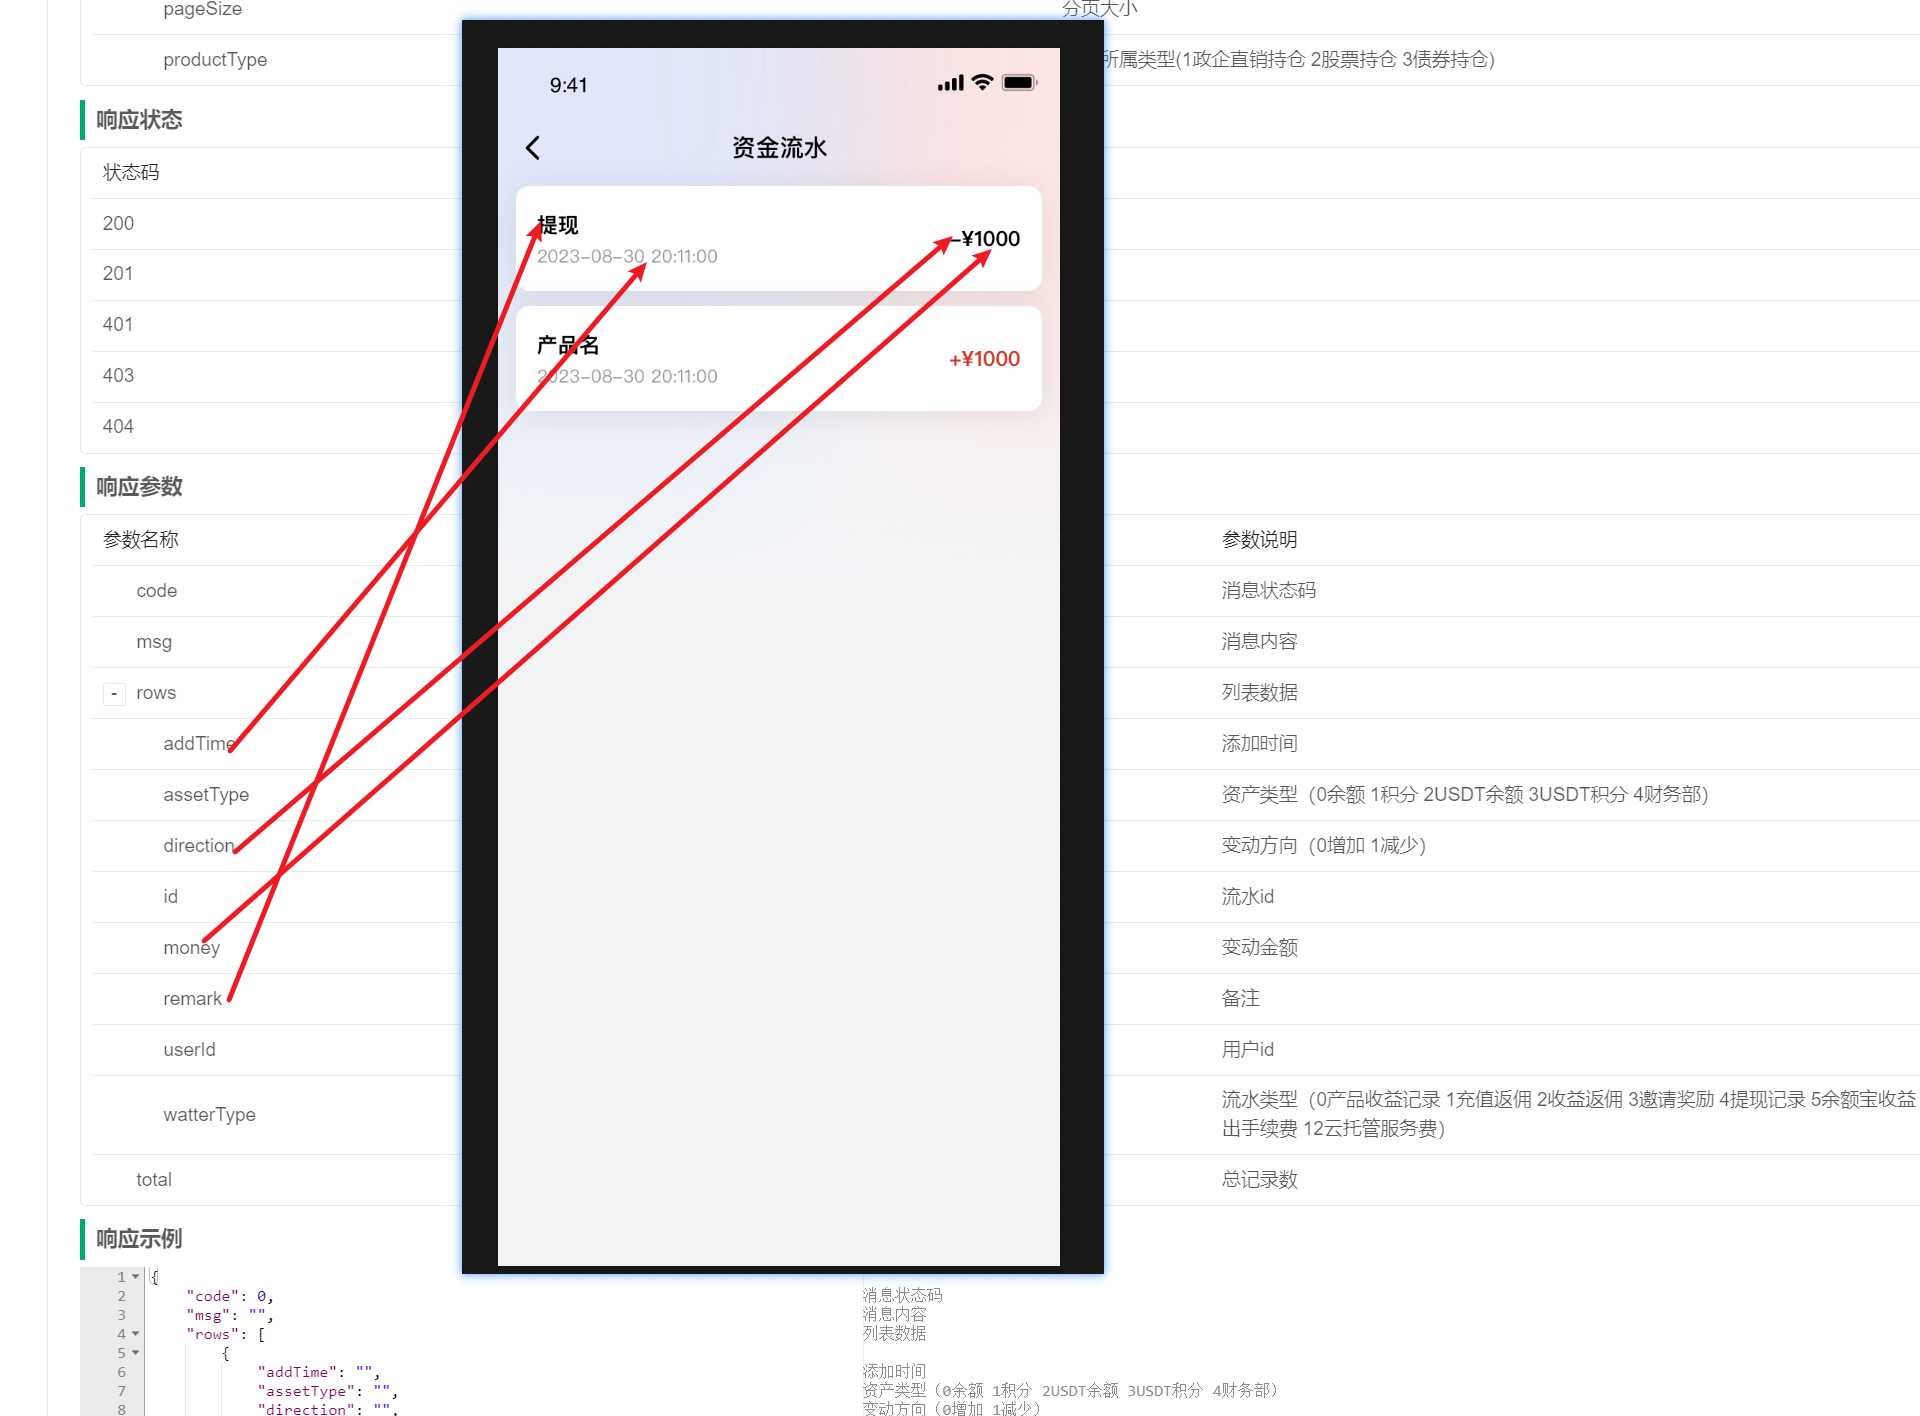 pageSize 分页大小
productType 所属类型(1政企直销持仓 2股票持仓 3债券持仓)
响应状态
状态码
200
201
401
403
404
9:41
资金流水
提现
2023-08-30 20:11:00
-¥1000
产品名
2023-08-30 20:11:00
+¥1000
响应参数
参数名称 参数说明
code 消息状态码
msg 消息内容
- rows 列表数据
addTime 添加时间
assetType 资产类型（0余额 1积分 2USDT余额 3USDT积分 4财务部）
direction 变动方向（0增加 1减少）
id 流水id
money 变动金额
remark 备注
userId 用户id
watterType 流水类型（0产品收益记录 1充值返佣 2收益返佣 3邀请奖励 4提现记录 5余额宝收益
出手续费 12云托管服务费）
total 总记录数
响应示例
1 {
2 "code": 0, 消息状态码
3 "msg": "", 消息内容
4 "rows": [ 列表数据
5 {
6 "addTime": "", 添加时间
7 "assetType": "", 资产类型（0余额 1积分 2USDT余额 3USDT积分 4财务部）
8 "direction": "", 变动方向（0增加 1减少）